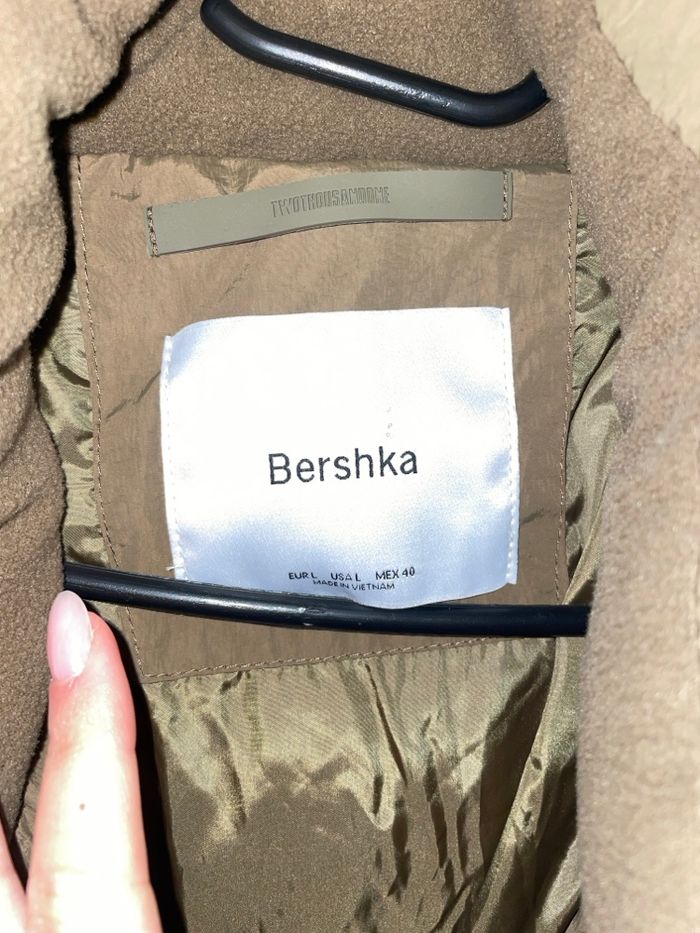 TWOTHOUSANDONE
Bershka
EUR L USA L MEX 40
MADE IN VIETNAM